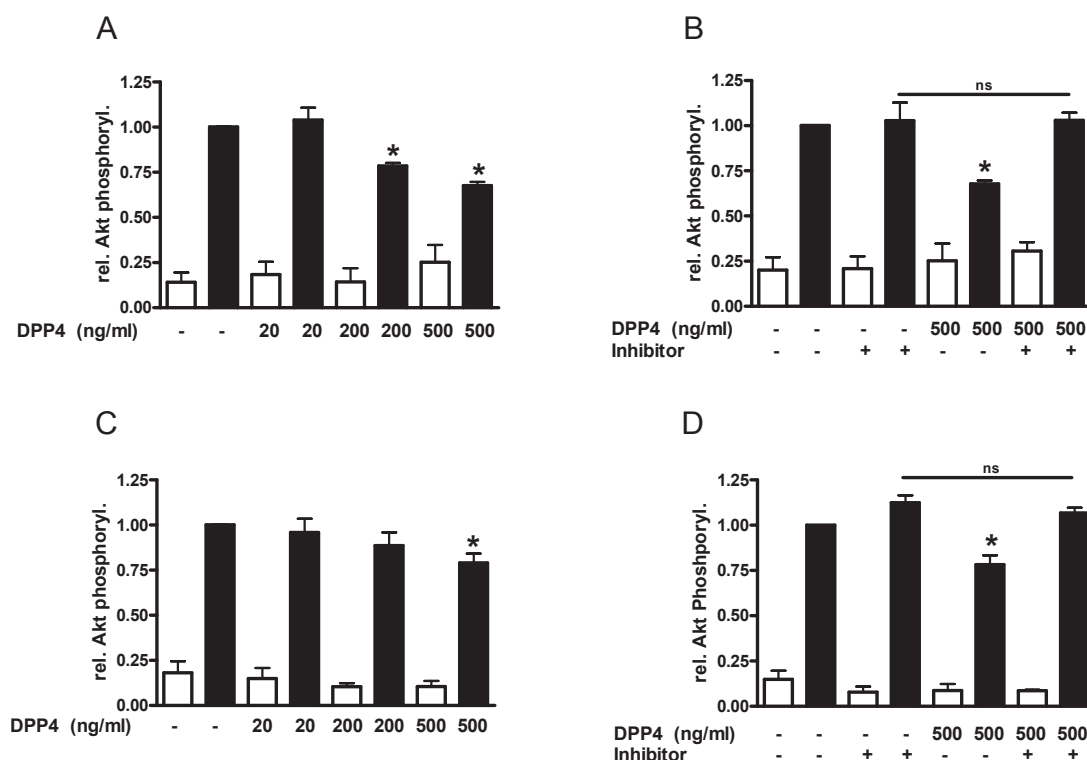 A
rel. Akt phosphoryl.
1.25
1.00
0.75
0.50
0.25
0.00
* *
DPP4 (ng/ml) - - 20 20 200 200 500 500
B
rel. Akt phosphoryl.
1.25
1.00
0.75
0.50
0.25
0.00
ns
*
DPP4 (ng/ml) - - - - 500 500 500 500
Inhibitor - - + + - - + +
C
rel. Akt phosphoryl.
1.25
1.00
0.75
0.50
0.25
0.00
*
DPP4 (ng/ml) - - 20 20 200 200 500 500
D
rel. Akt Phoshporyl.
1.25
1.00
0.75
0.50
0.25
0.00
ns
*
DPP4 (ng/ml) - - - - 500 500 500 500
Inhibitor - - + + - - + +